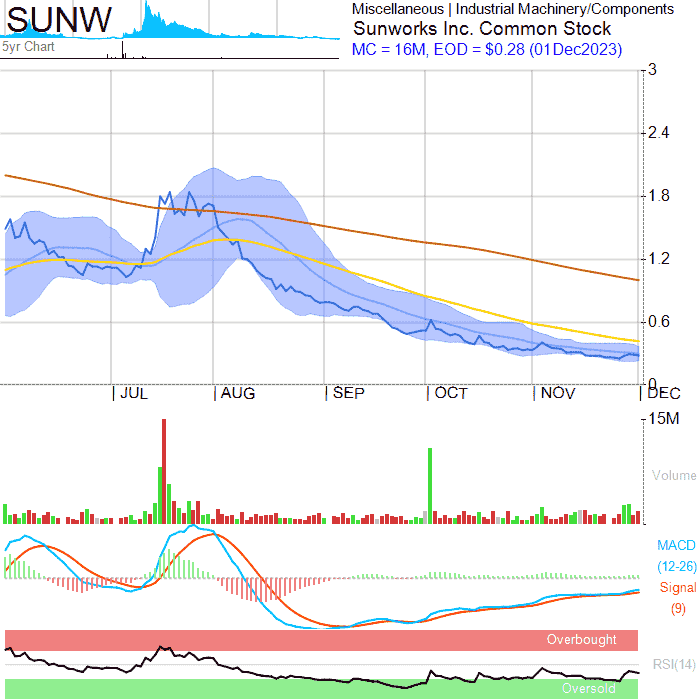 SUNW
5yr Chart
Miscellaneous | Industrial Machinery/Components
Sunworks Inc. Common Stock
MC = 16M, EOD = $0.28 (01Dec2023)
3
2.4
1.8
1.2
0.6
0
JUL AUG SEP OCT NOV DEC
15M
Volume
MACD
(12-26)
Signal
(9)
Overbought
RSI(14)
Oversold